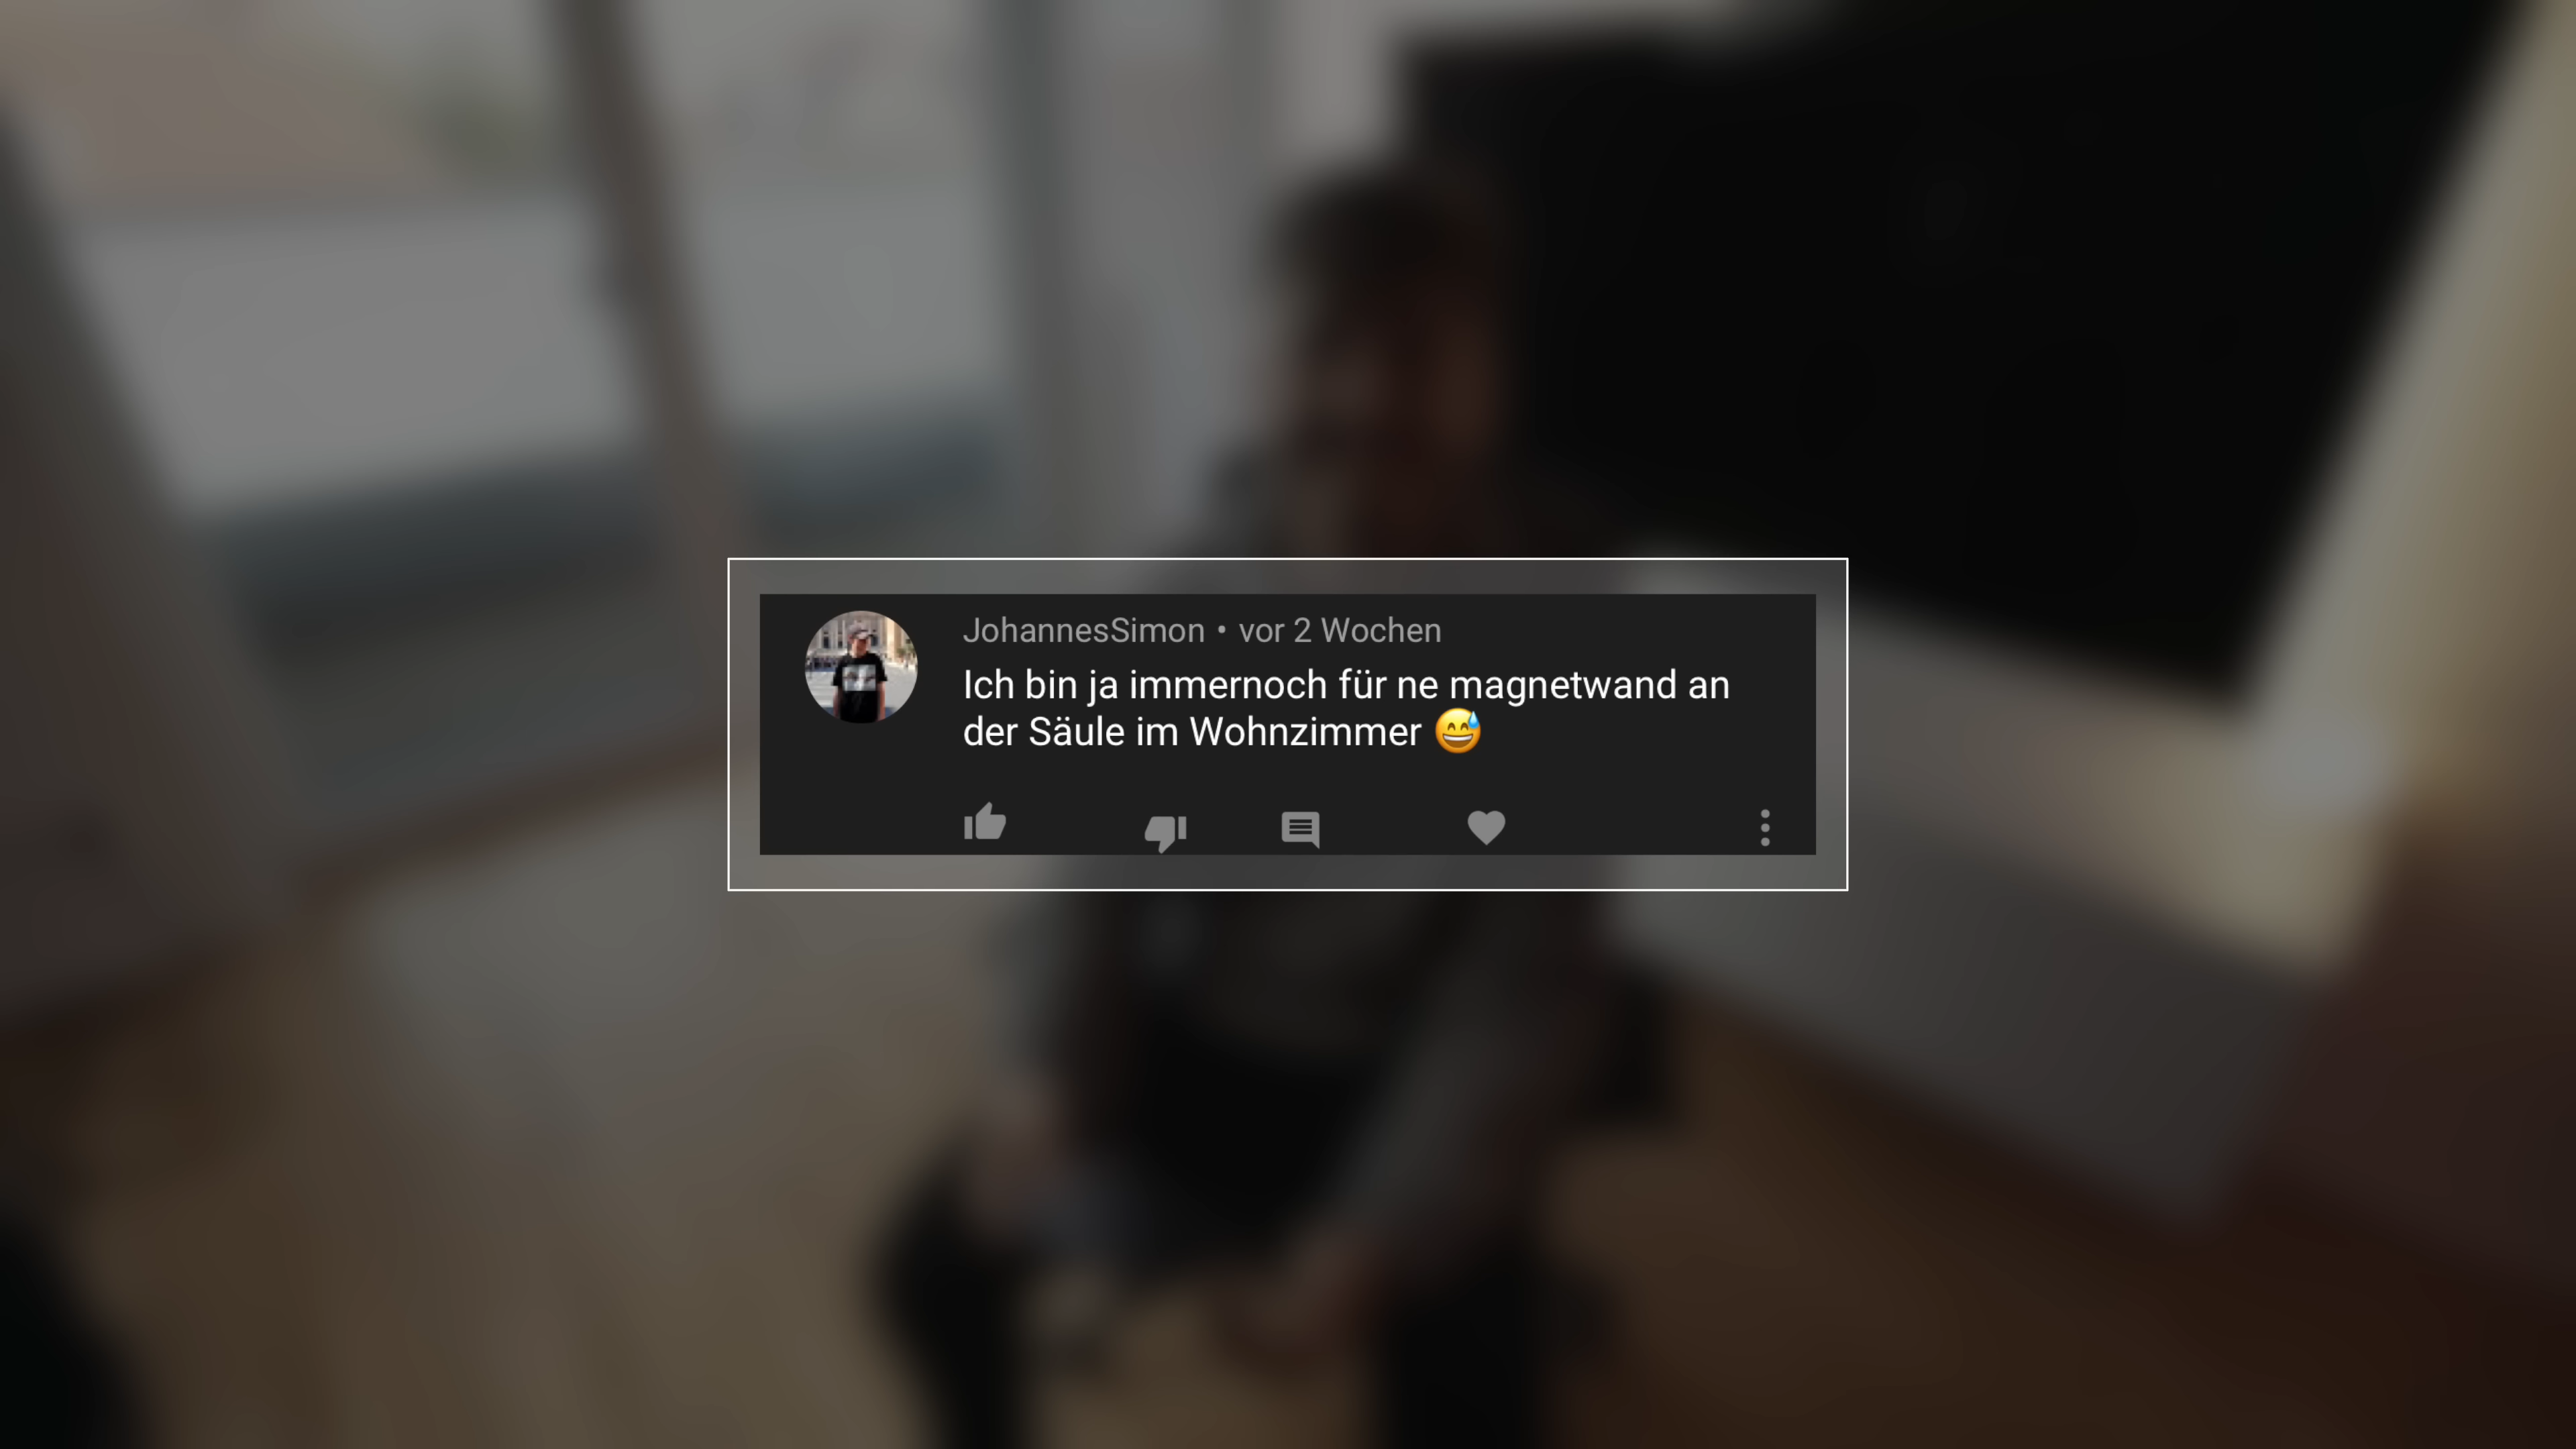 JohannesSimon • vor 2 Wochen
Ich bin ja immernoch für ne magnetwand an
der Säule im Wohnzimmer 😅